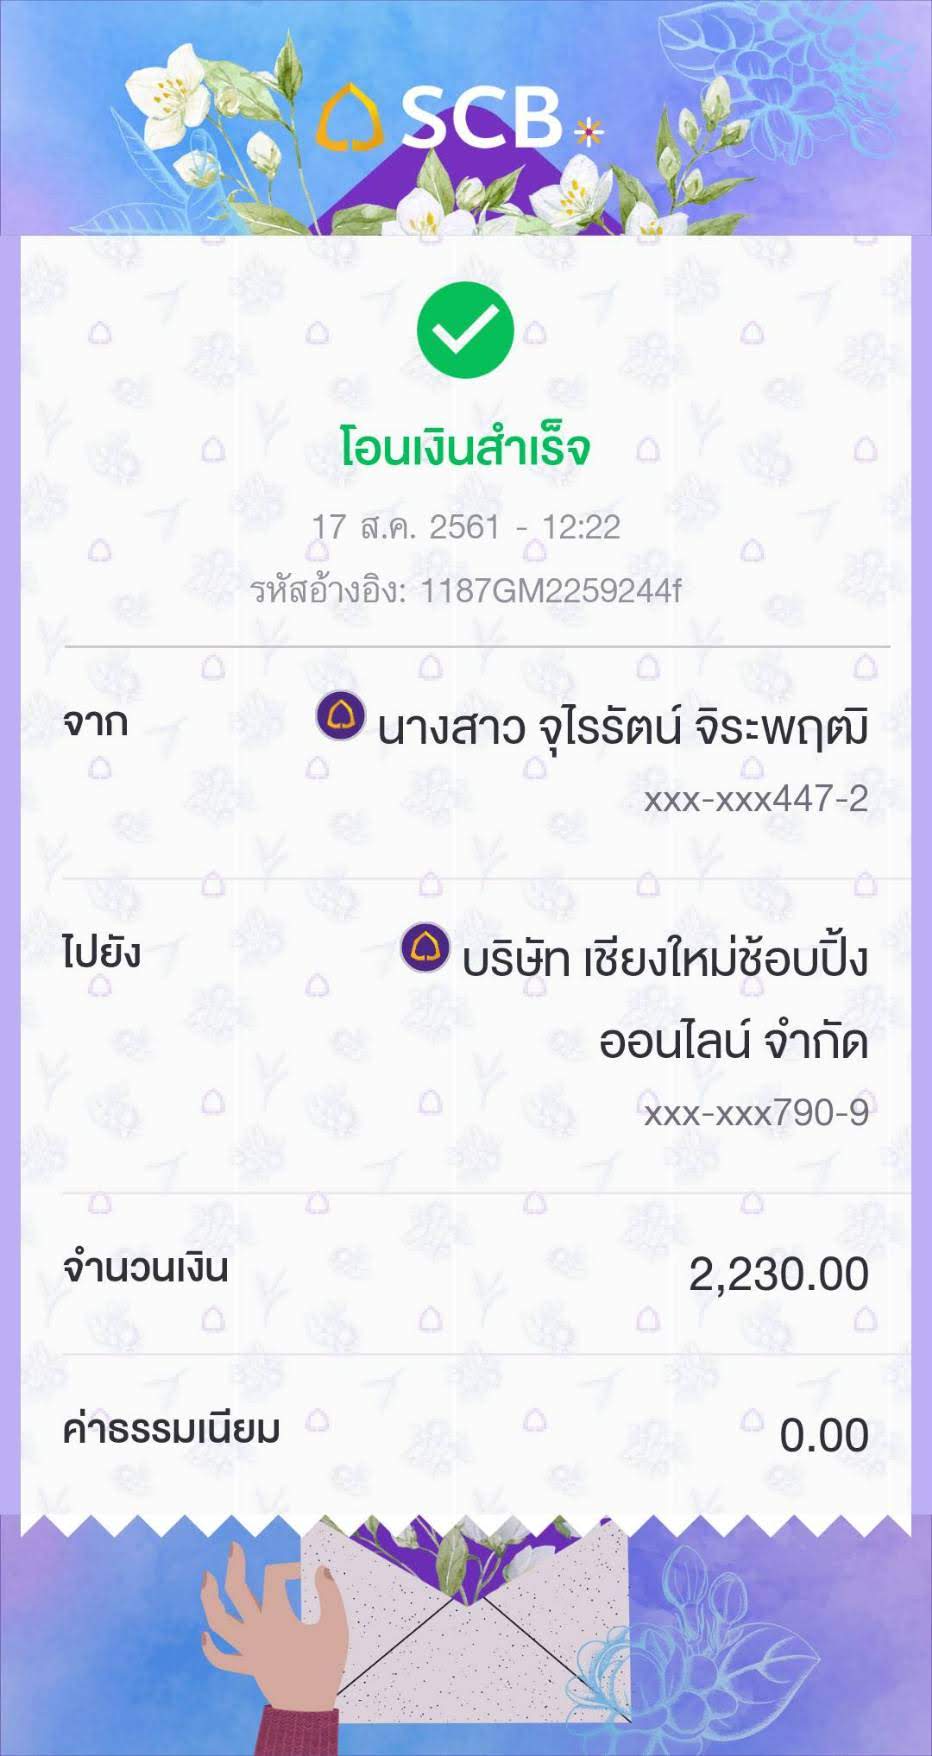 SCB
โอนเงินสำเร็จ
17 ส.ค. 2561 - 12:22
รหัสอ้างอิง: 1187GM2259244f
จาก
นางสาว จุไรรัตน์ จิระพฤฒิ
xxx-xxx447-2
ไปยัง
บริษัท เชียงใหม่ช้อบปิ้ง
ออนไลน์ จำกัด
xxx-xxx790-9
จำนวนเงิน 2,230.00
ค่าธรรมเนียม 0.00